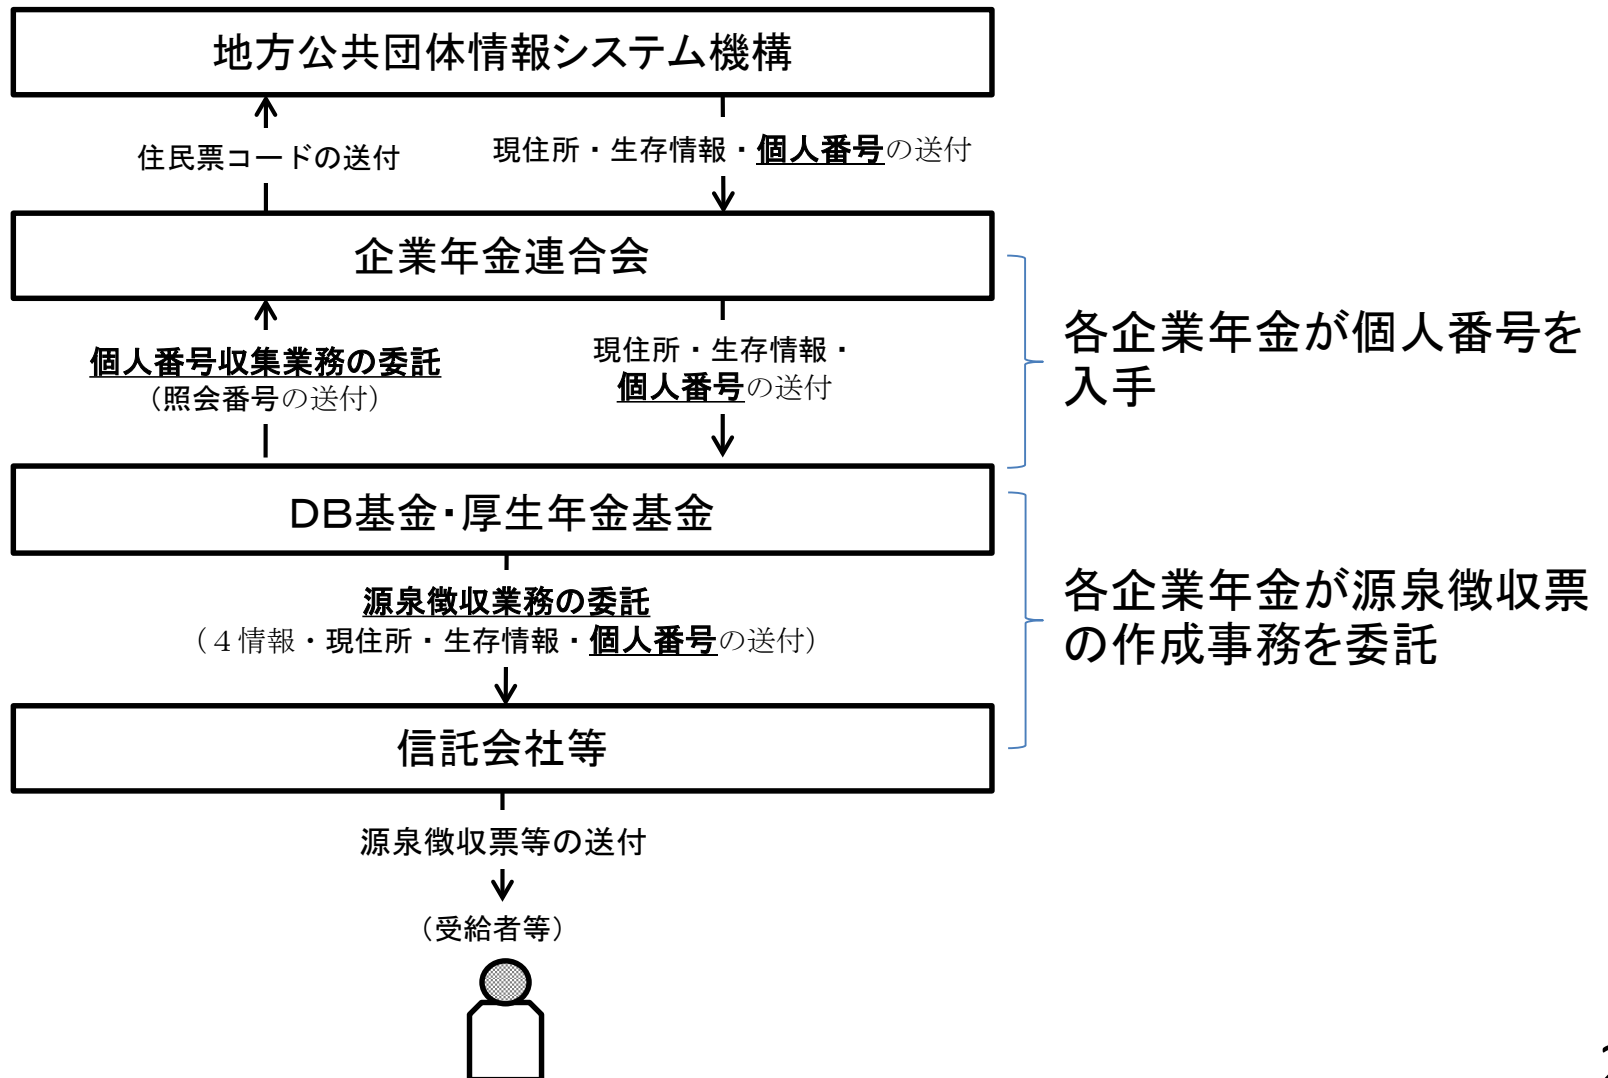 地方公共団体情報システム機構
住民票コードの送付
現住所・生存情報・個人番号の送付
企業年金連合会
個人番号収集業務の委託
（照会番号の送付）
現住所・生存情報・
個人番号の送付
各企業年金が個人番号を
入手
DB基金・厚生年金基金
源泉徴収業務の委託
（４情報・現住所・生存情報・個人番号の送付）
各企業年金が源泉徴収票
の作成事務を委託
信託会社等
源泉徴収票等の送付
（受給者等）